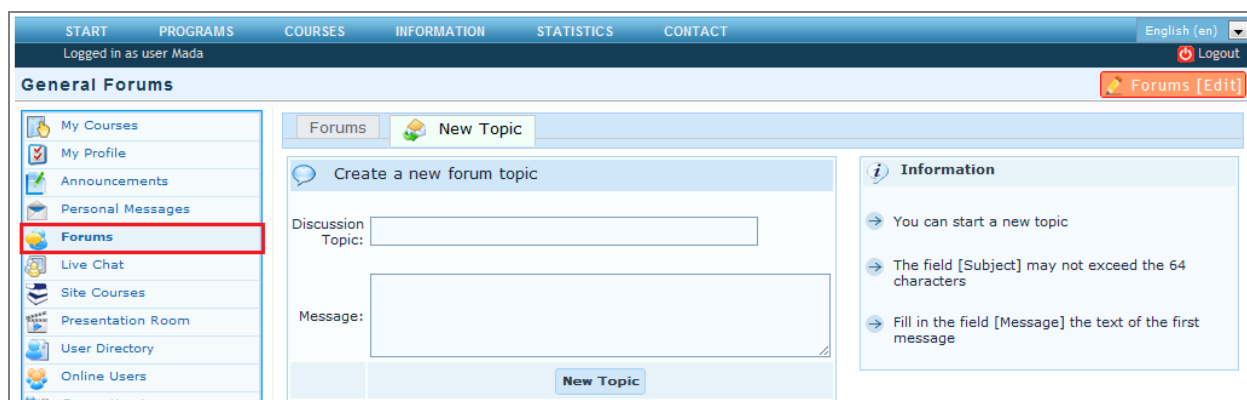 START PROGRAMS COURSES INFORMATION STATISTICS CONTACT English (en)
Logged in as user Mada Logout
General Forums Forums [Edit]
My Courses
My Profile
Announcements
Personal Messages
Forums
Live Chat
Site Courses
Presentation Room
User Directory
Online Users
Forums New Topic
Create a new forum topic
Discussion
Topic:
Message:
New Topic
Information
You can start a new topic
The field [Subject] may not exceed the 64
characters
Fill in the field [Message] the text of the first
message